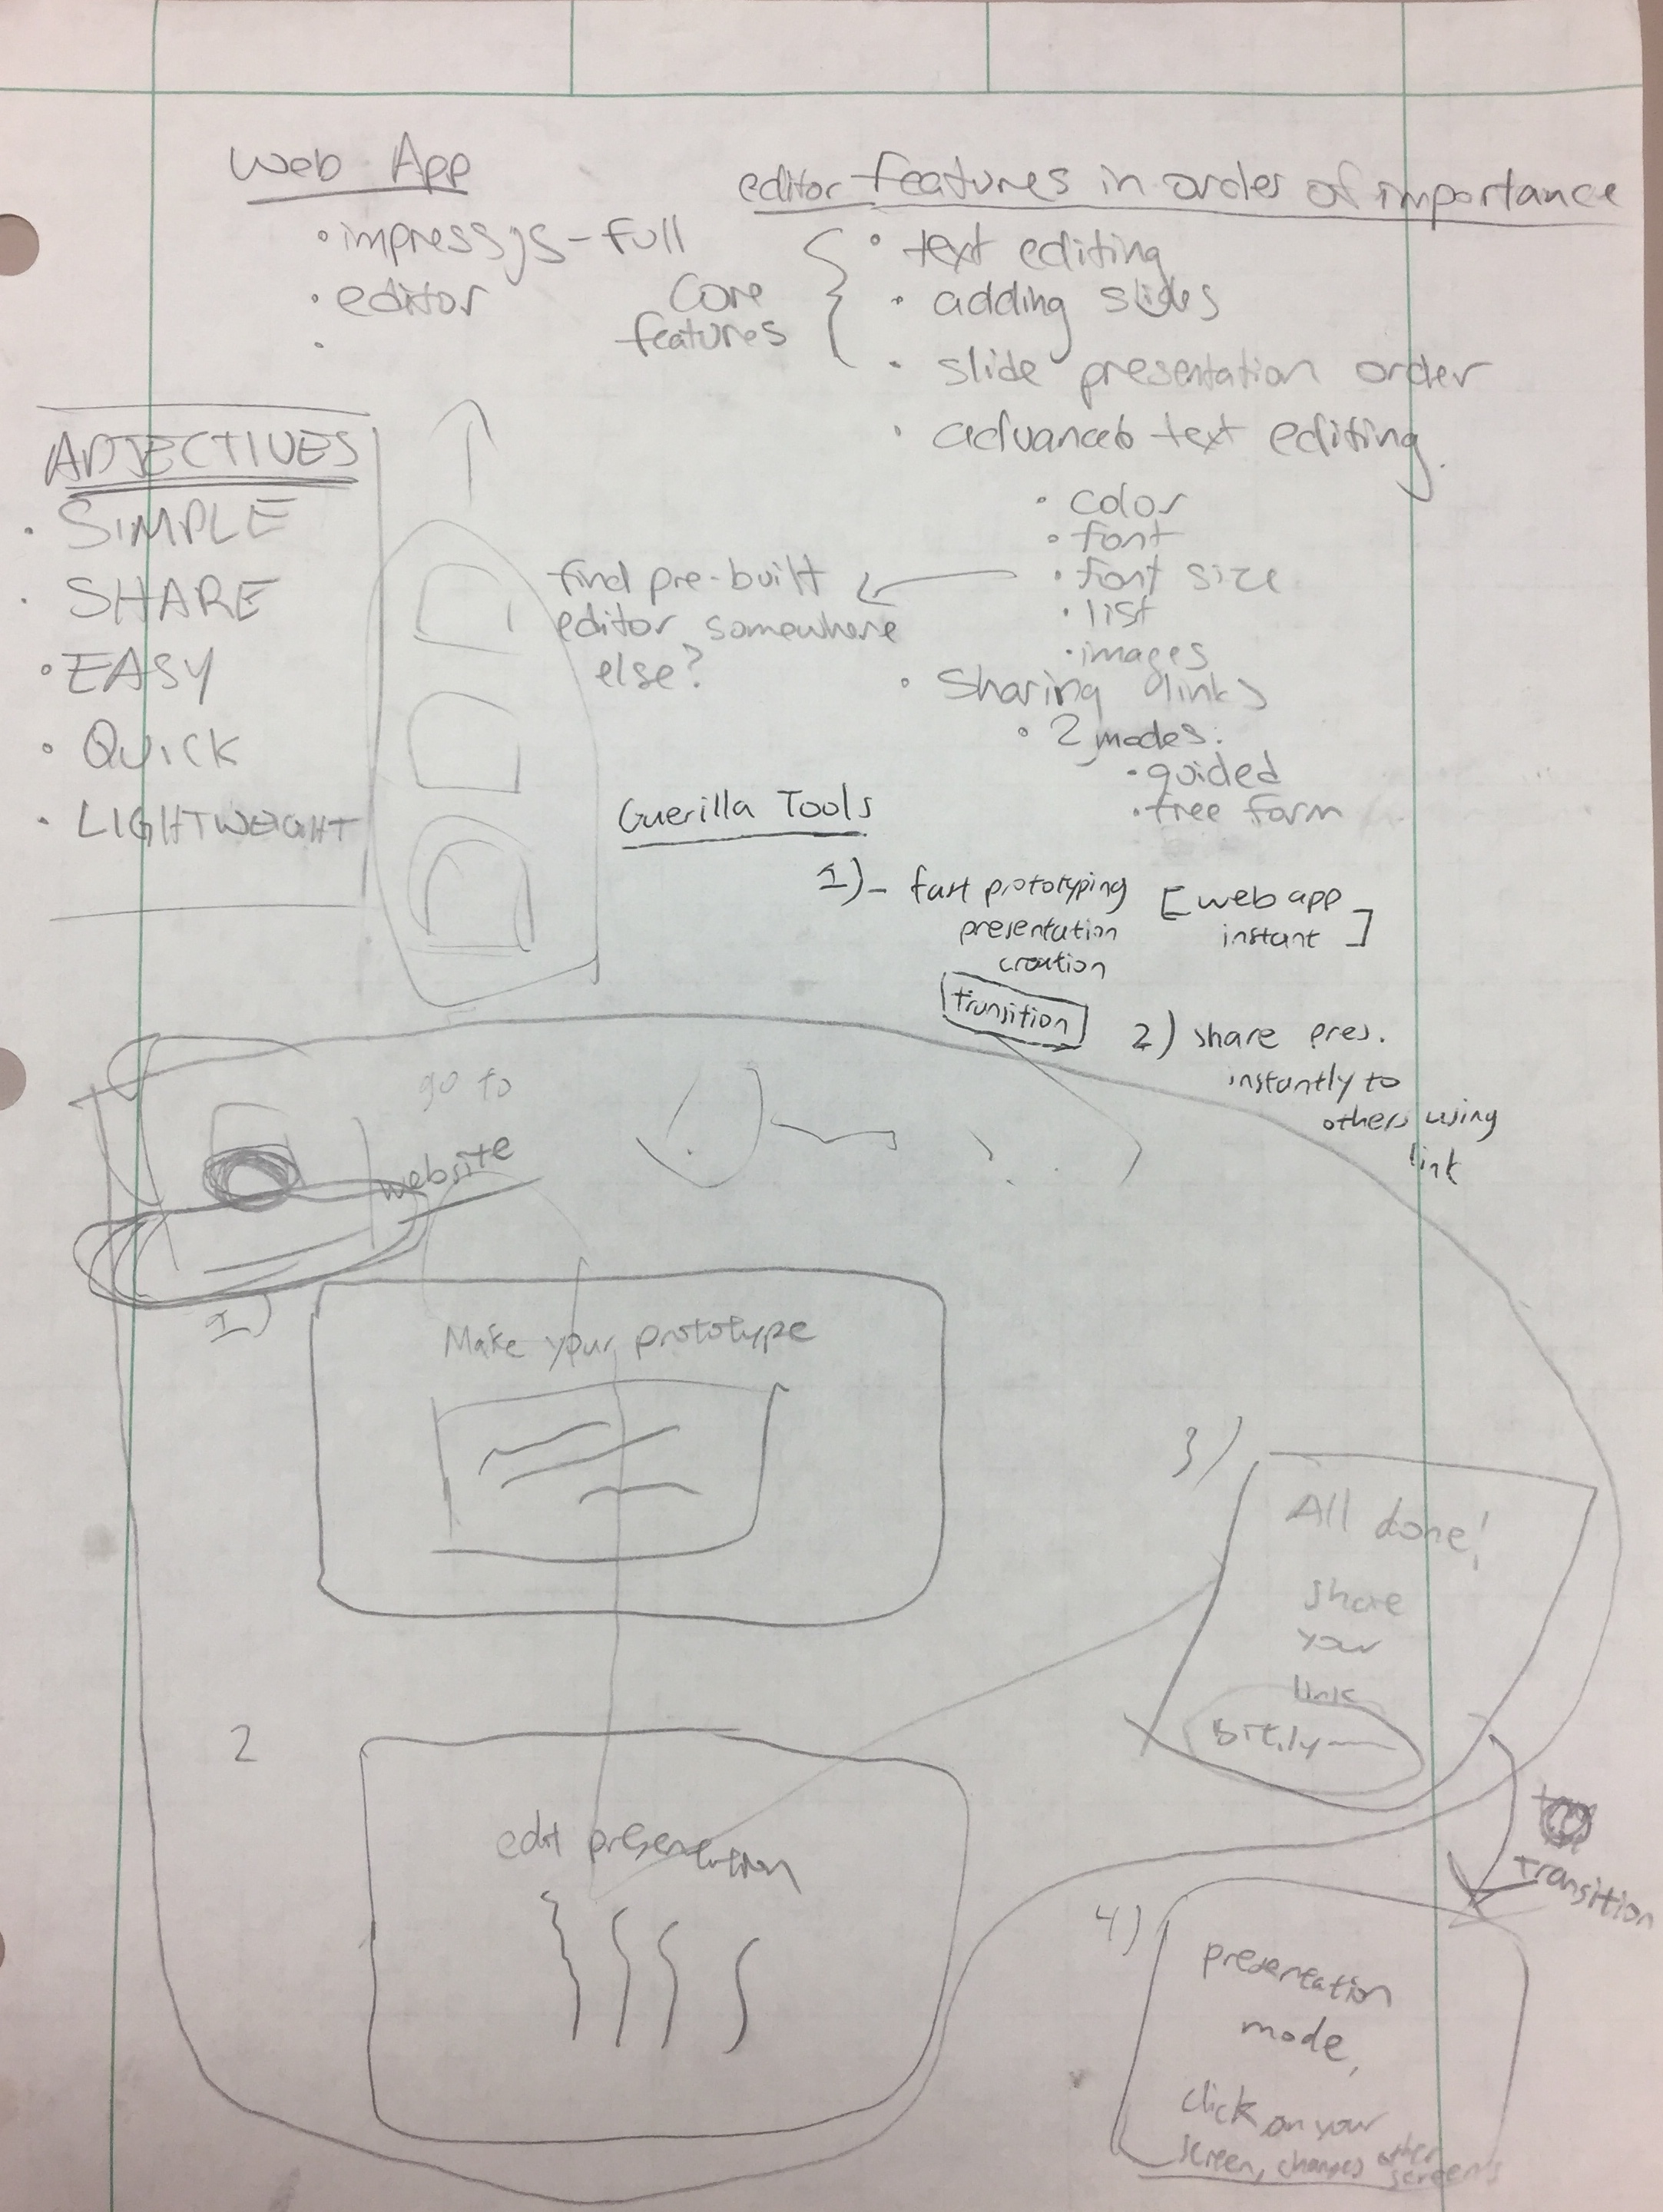 Web App
• impressjs-full
• editor
•
editor features in order of importance
Core
features
• text editing
• adding slides
• slide presentation order
• advanced text editing
• color
• font
• font size
• list
• images
find pre-built
editor somewhere
else?
• Sharing links
• 2 modes:
• guided
• free form
ADJECTIVES
• SIMPLE
• SHARE
• EASY
• QUICK
• LIGHTWEIGHT
Guerilla Tools
1) - fast prototyping
presentation
creation
[web app
instant]
transition
2) share pres.
instantly to
others using
link
go to
website
1)
Make your prototype
2
edit presentation
3)
All done!
share
your
link
Bit.ly
transition
4)
presentation
mode,
click on your
screen, changes other
screens